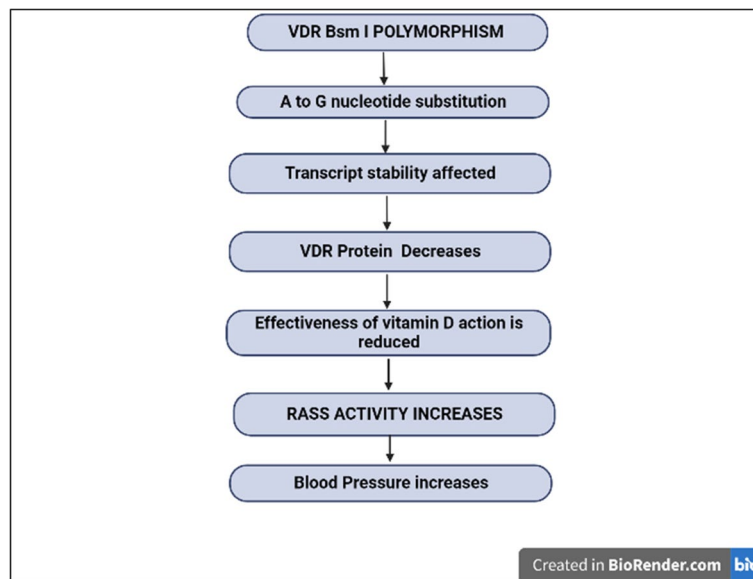 VDR Bsm I POLYMORPHISM
A to G nucleotide substitution
Transcript stability affected
VDR Protein Decreases
Effectiveness of vitamin D action is
reduced
RASS ACTIVITY INCREASES
Blood Pressure increases
Created in BioRender.com bio